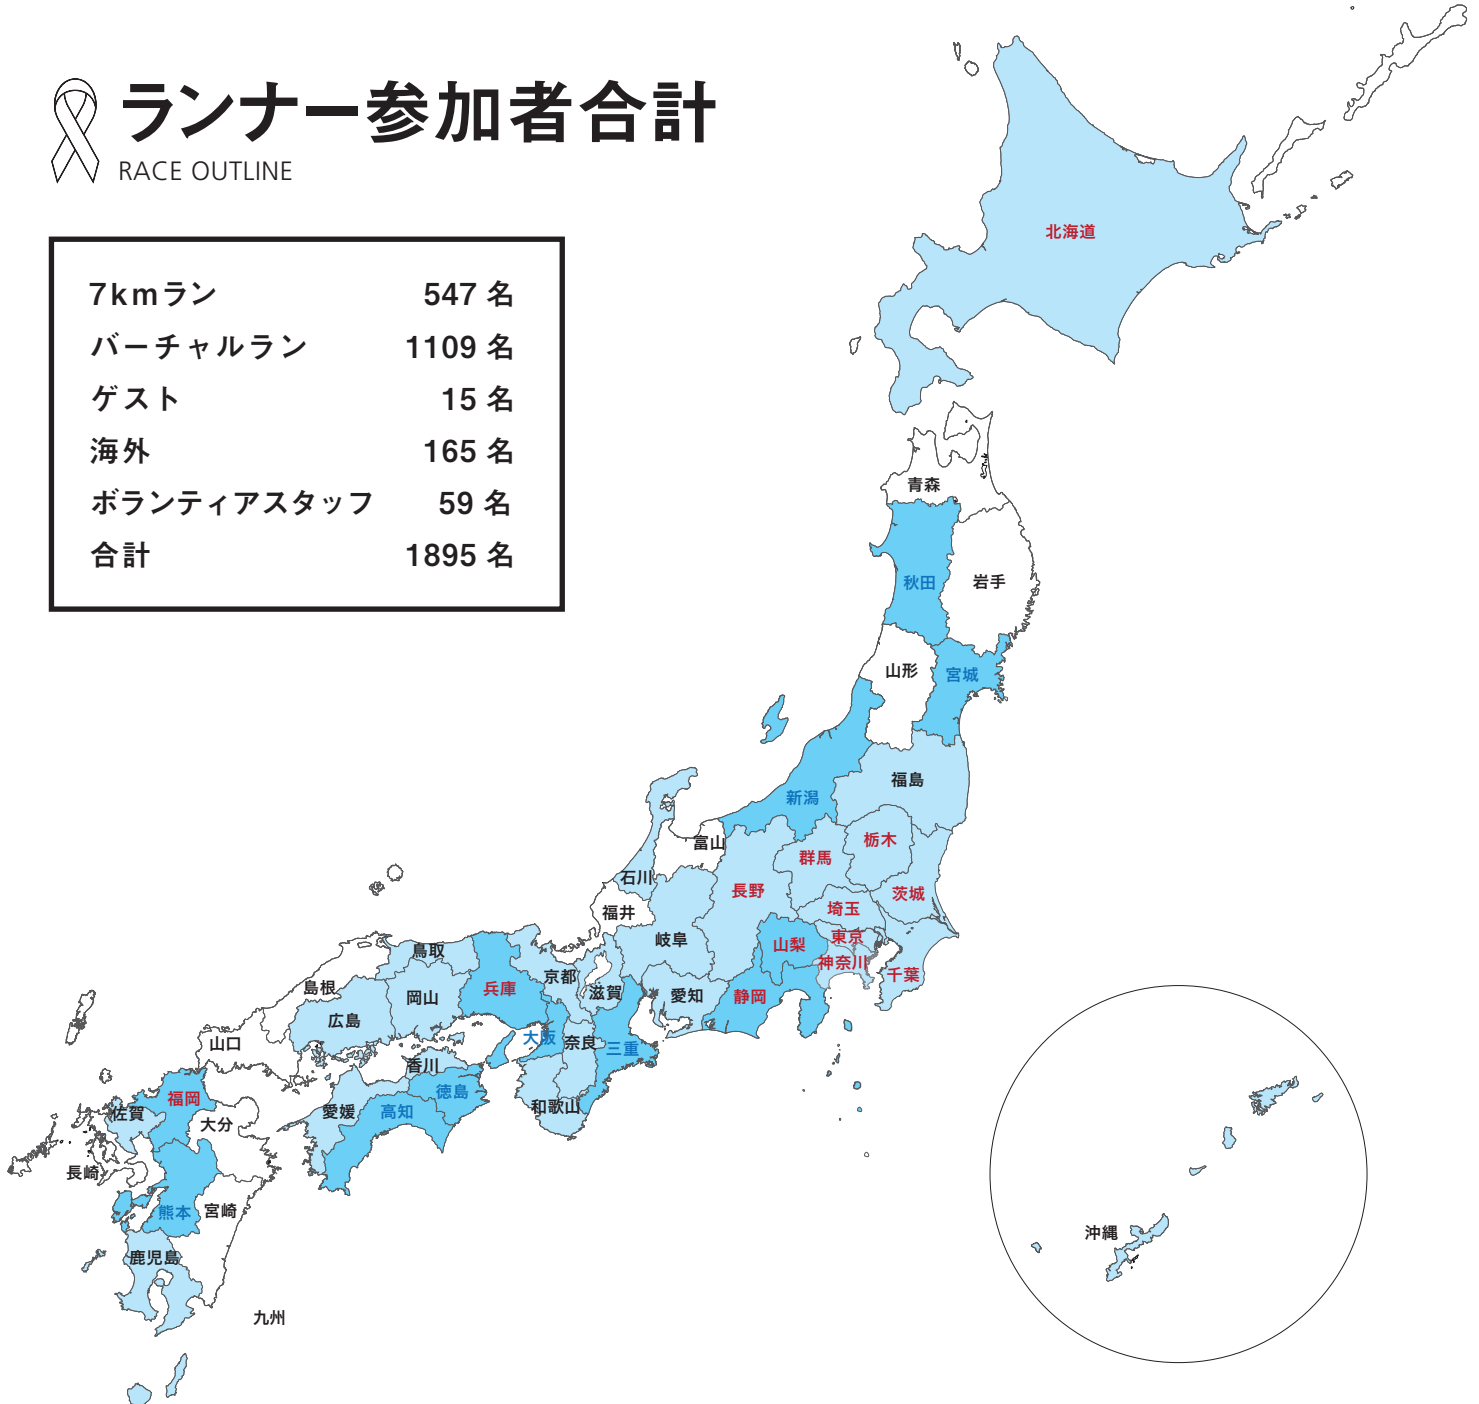 ランナー参加者合計
RACE OUTLINE
7kmラン 547 名
バーチャルラン 1109 名
ゲスト 15 名
海外 165 名
ボランティアスタッフ 59 名
合計 1895 名
北海道
青森
秋田
岩手
山形
宮城
福島
新潟
栃木
富山
群馬
石川
長野
茨城
埼玉
福井
東京
岐阜
山梨
鳥取
神奈川
京都
千葉
島根
兵庫
滋賀
岡山
愛知
静岡
広島
大阪
奈良
山口
三重
香川
徳島
福岡
和歌山
佐賀
愛媛
高知
大分
長崎
熊本
宮崎
沖縄
鹿児島
九州